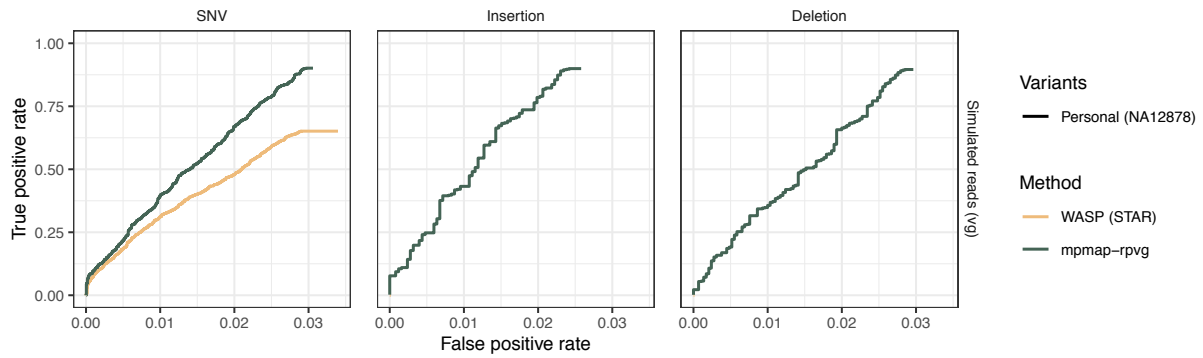 SNV
Insertion
Deletion
True positive rate
1.00
0.75
0.50
0.25
0.00
0.00 0.01 0.02 0.03
0.00 0.01 0.02 0.03
0.00 0.01 0.02 0.03
False positive rate
Simulated reads (vg)
Variants
Personal (NA12878)
Method
WASP (STAR)
mpmap-rpvg